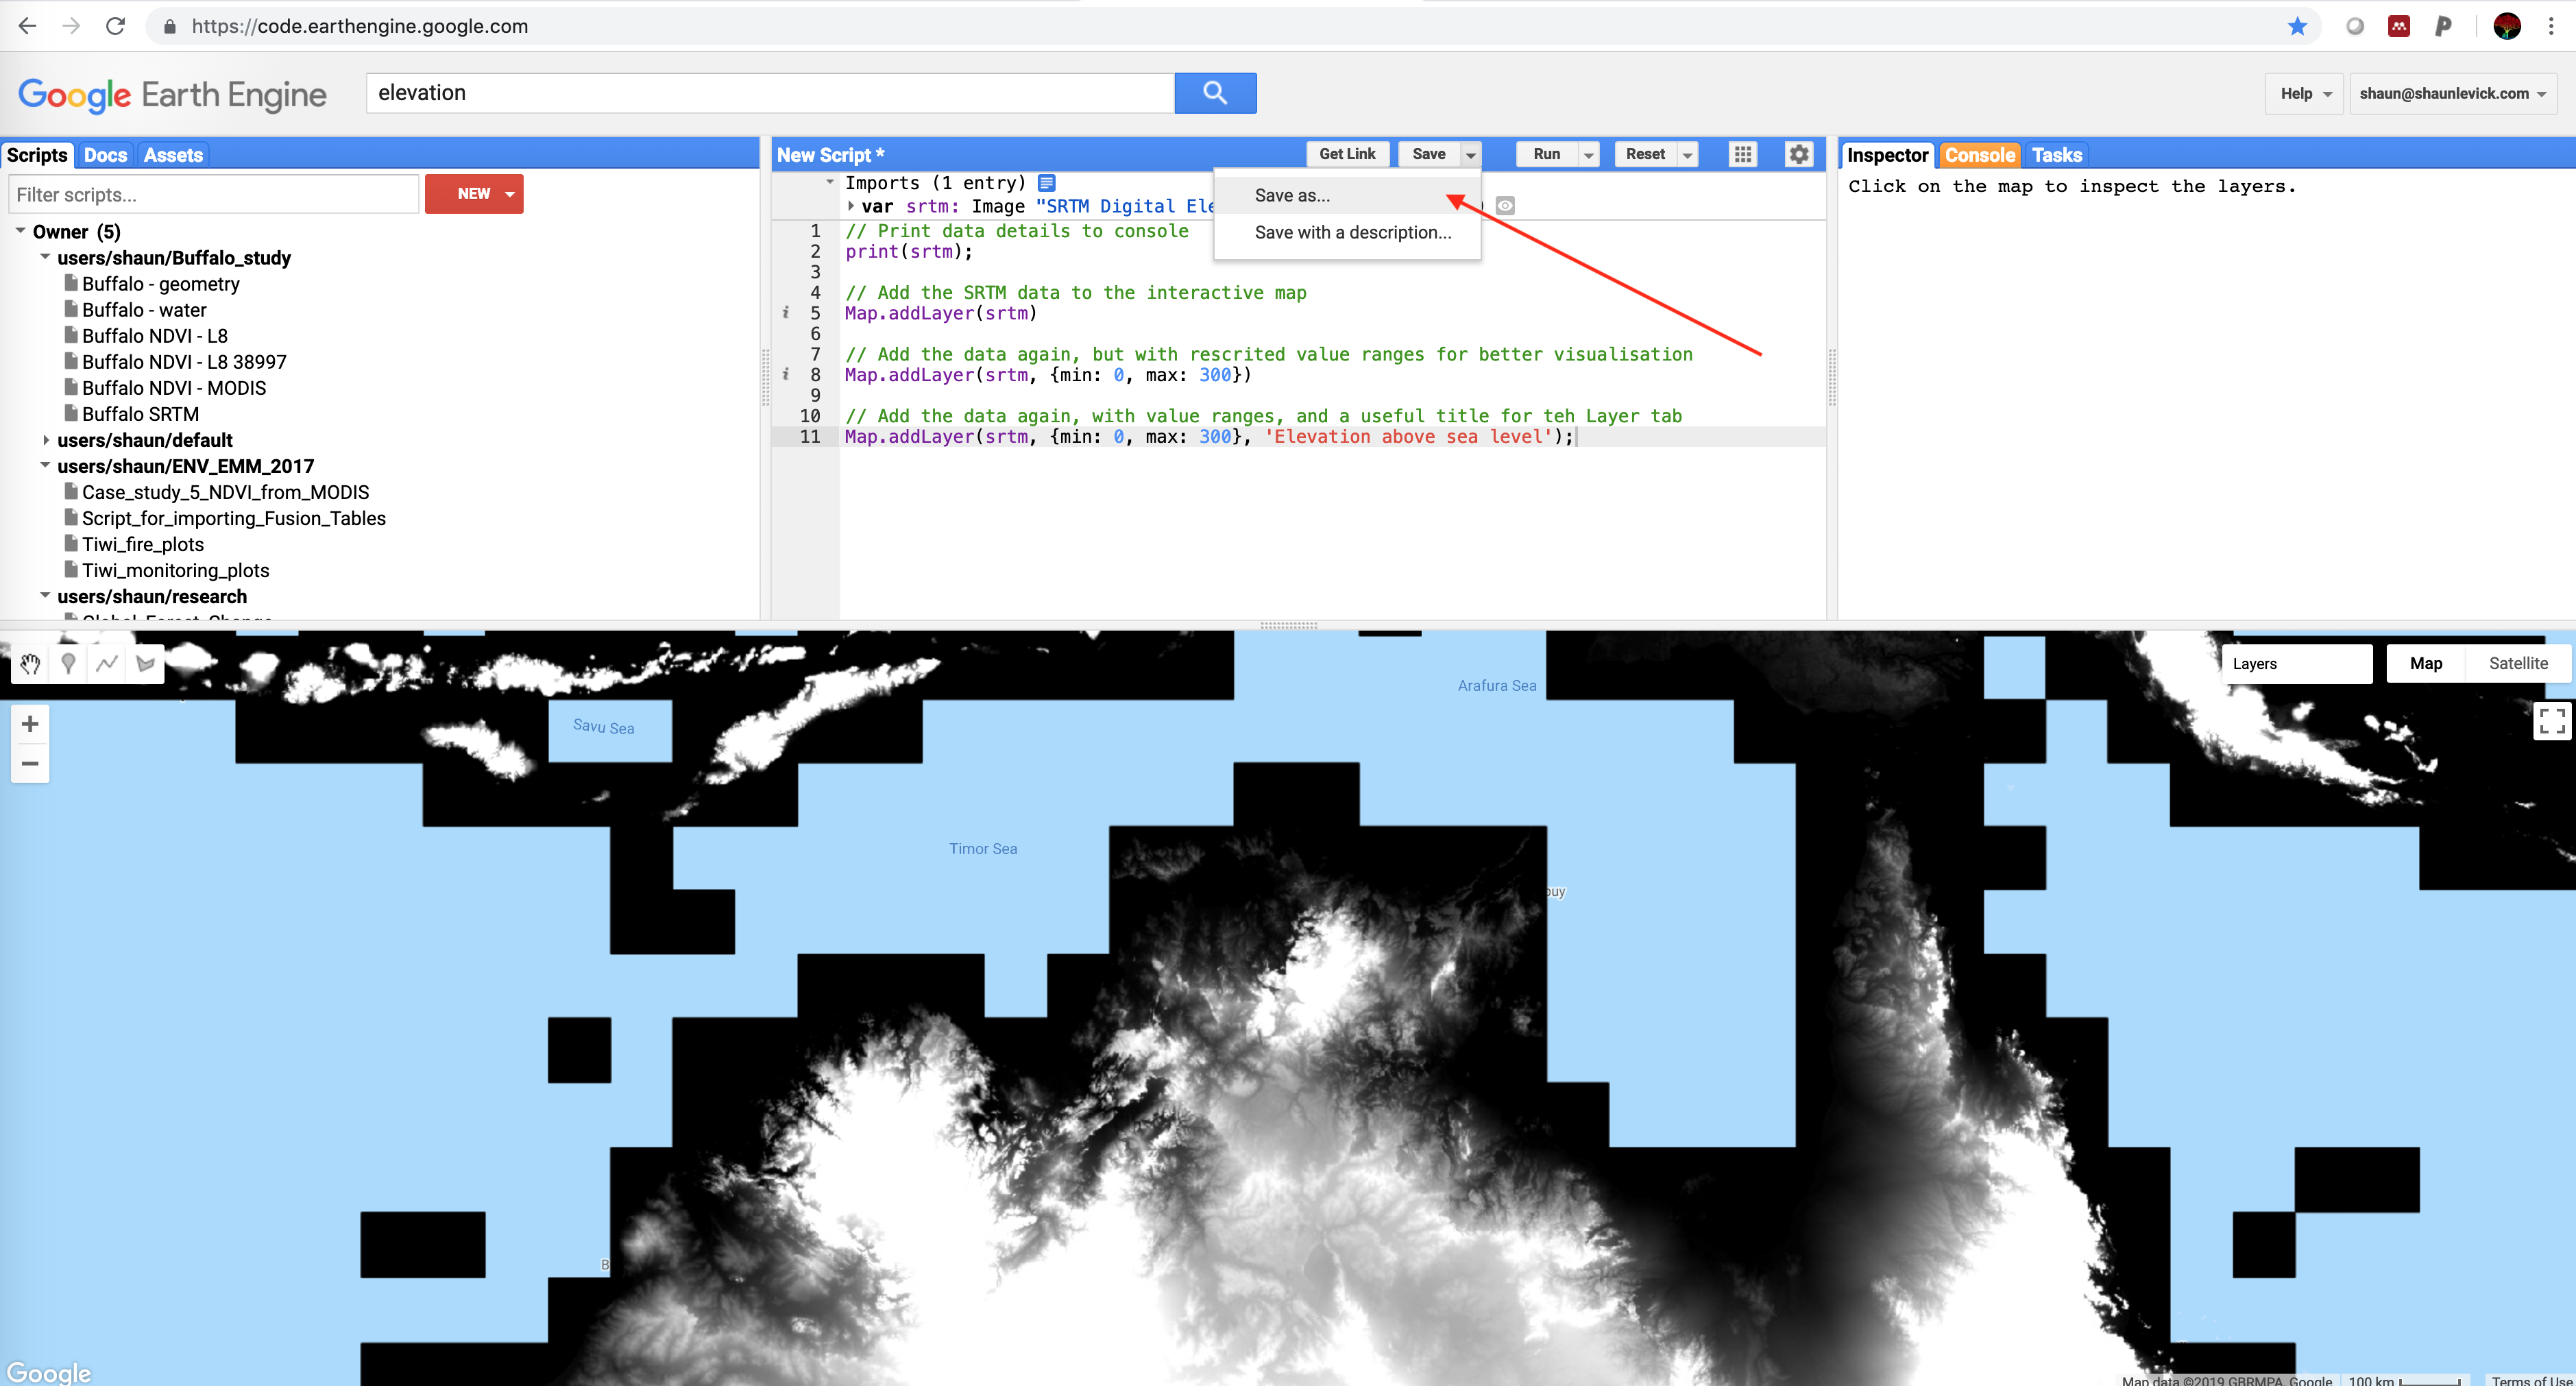 https://code.earthengine.google.com
Google Earth Engine
elevation
Help
shaun@shaunlevick.com
Scripts Docs Assets
Filter scripts...
NEW
Owner (5)
users/shaun/Buffalo_study
Buffalo - geometry
Buffalo - water
Buffalo NDVI - L8
Buffalo NDVI - L8 38997
Buffalo NDVI - MODIS
Buffalo SRTM
users/shaun/default
users/shaun/ENV_EMM_2017
Case_study_5_NDVI_from_MODIS
Script_for_importing_Fusion_Tables
Tiwi_fire_plots
Tiwi_monitoring_plots
users/shaun/research
New Script *
Get Link Save Run Reset
Save as...
Save with a description...
Imports (1 entry)
var srtm: Image "SRTM Digital Ele
1 // Print data details to console
2 print(srtm);
3
4 // Add the SRTM data to the interactive map
5 Map.addLayer(srtm)
6
7 // Add the data again, but with rescrited value ranges for better visualisation
8 Map.addLayer(srtm, {min: 0, max: 300})
9
10 // Add the data again, with value ranges, and a useful title for teh Layer tab
11 Map.addLayer(srtm, {min: 0, max: 300}, 'Elevation above sea level');
Inspector Console Tasks
Click on the map to inspect the layers.
Layers
Map Satellite
Arafura Sea
Savu Sea
Timor Sea
buy
B
Google
Map data ©2019 GBRMPA, Google 100 km Terms of Use